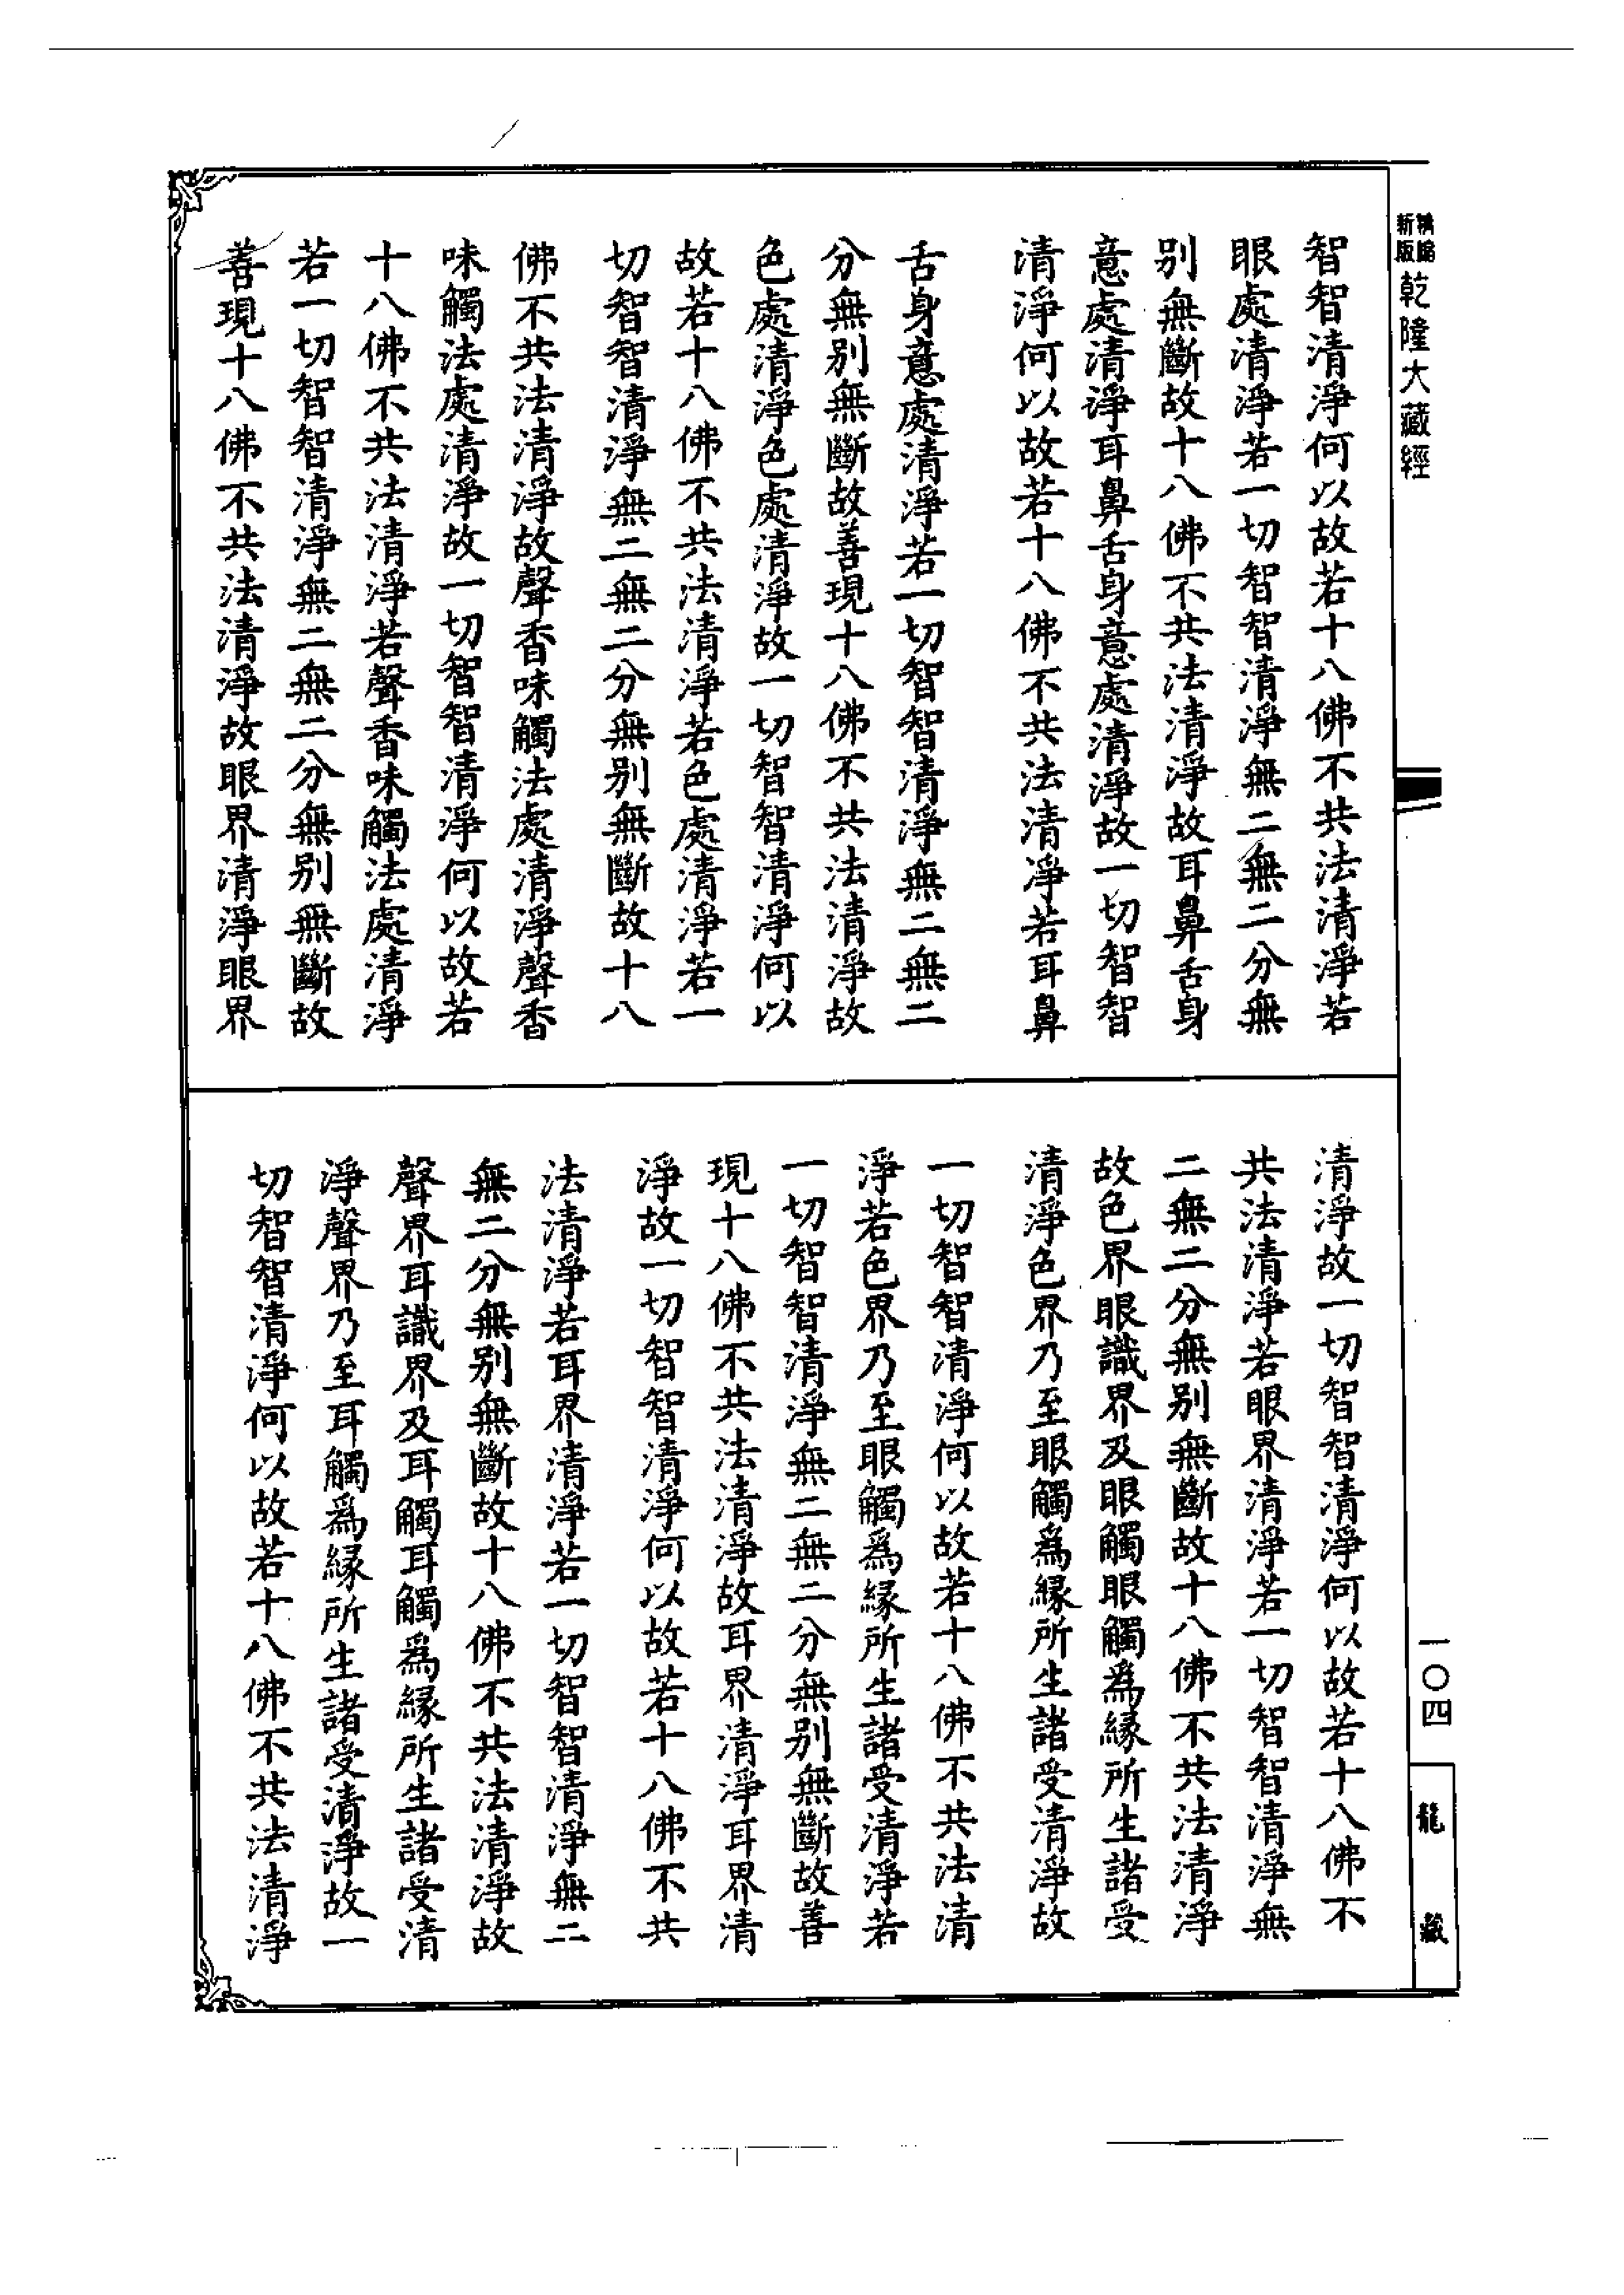 新編
縮版
乾隆大藏經
一〇四
龍藏
智智清淨何以故若十八佛不共法清淨若
眼處清淨若一切智智清淨無二無二分無
別無斷故十八佛不共法清淨故耳鼻舌身
意處清淨耳鼻舌身意處清淨故一切智智
清淨何以故若十八佛不共法清淨若耳鼻
舌身意處清淨若一切智智清淨無二無二
分無別無斷故善現十八佛不共法清淨故
色處清淨色處清淨故一切智智清淨何以
故若十八佛不共法清淨若色處清淨若一
切智智清淨無二無二分無別無斷故十八
佛不共法清淨故聲香味觸法處清淨聲香
味觸法處清淨故一切智智清淨何以故若
十八佛不共法清淨若聲香味觸法處清淨
若一切智智清淨無二無二分無別無斷故
善現十八佛不共法清淨故眼界清淨眼界
清淨故一切智智清淨何以故若十八佛不
共法清淨若眼界清淨若一切智智清淨無
二無二分無別無斷故十八佛不共法清淨
故色界眼識界及眼觸眼觸爲緣所生諸受
清淨色界乃至眼觸爲緣所生諸受清淨故
一切智智清淨何以故若十八佛不共法清
淨若色界乃至眼觸爲緣所生諸受清淨若
一切智智清淨無二無二分無別無斷故善
現十八佛不共法清淨故耳界清淨耳界清
淨故一切智智清淨何以故若十八佛不共
法清淨若耳界清淨若一切智智清淨無二
無二分無別無斷故十八佛不共法清淨故
聲界耳識界及耳觸耳觸爲緣所生諸受清
淨聲界乃至耳觸爲緣所生諸受清淨故一
切智智清淨何以故若十八佛不共法清淨